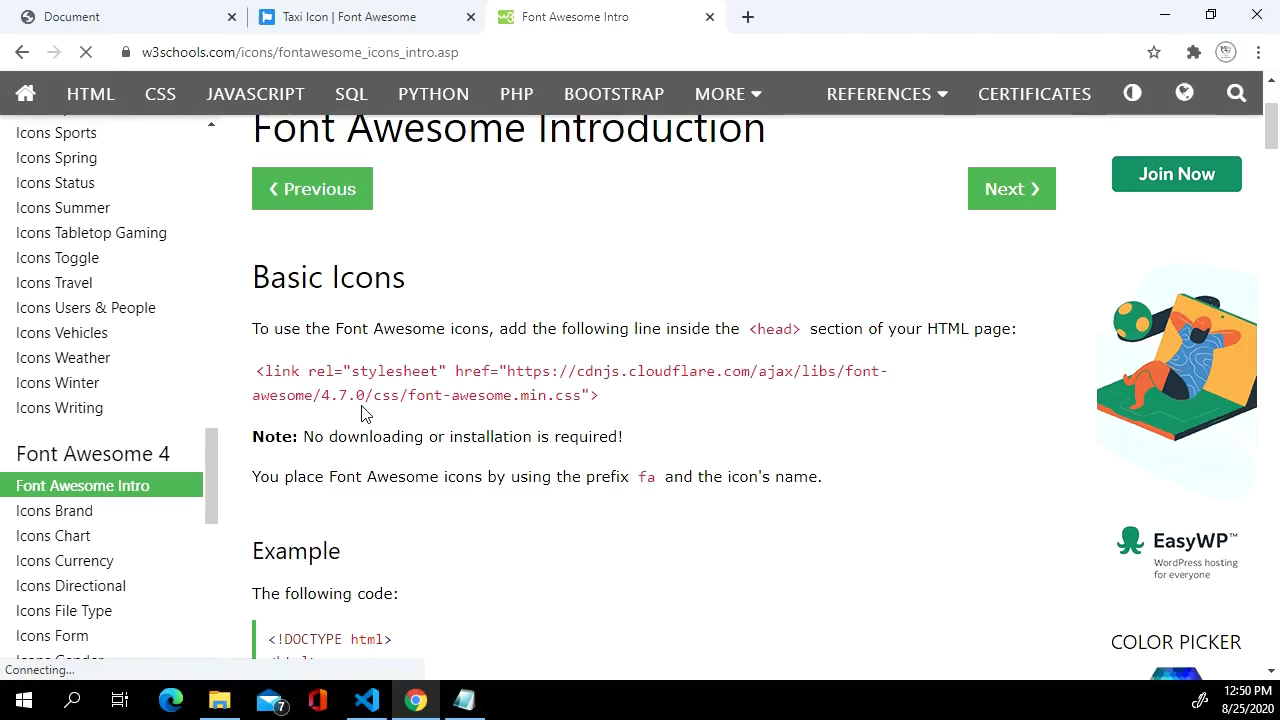 Document
Taxi Icon | Font Awesome
Font Awesome Intro
w3schools.com/icons/fontawesome_icons_intro.asp
HTML CSS JAVASCRIPT SQL PYTHON PHP BOOTSTRAP MORE REFERENCES CERTIFICATES
Icons Sports
Icons Spring
Icons Status
Icons Summer
Icons Tabletop Gaming
Icons Toggle
Icons Travel
Icons Users & People
Icons Vehicles
Icons Weather
Icons Winter
Icons Writing
Font Awesome 4
Font Awesome Intro
Icons Brand
Icons Chart
Icons Currency
Icons Directional
Icons File Type
Icons Form
Icons Gender
Font Awesome Introduction
❮ Previous
Next ❯
Basic Icons
To use the Font Awesome icons, add the following line inside the <head> section of your HTML page:
<link rel="stylesheet" href="https://cdnjs.cloudflare.com/ajax/libs/font-
awesome/4.7.0/css/font-awesome.min.css">
Note: No downloading or installation is required!
You place Font Awesome icons by using the prefix fa and the icon's name.
Example
The following code:
<!DOCTYPE html>
<html>
Join Now
EasyWP™
WordPress hosting
for everyone
COLOR PICKER
Connecting...
7
12:50 PM
8/25/2020